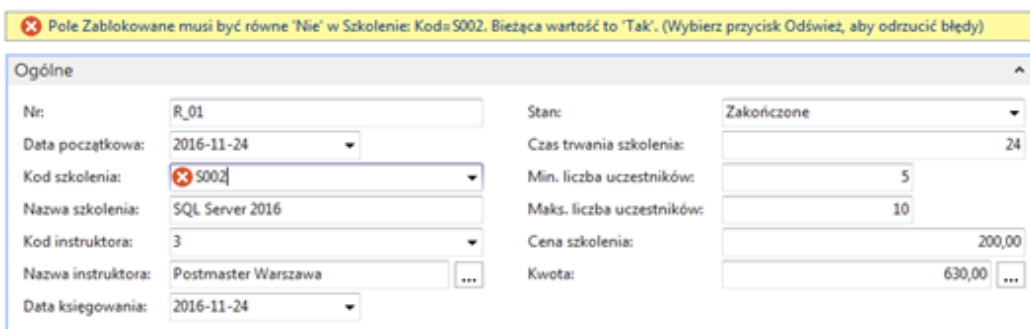 Pole Zablokowane musi być równe 'Nie' w Szkolenie: Kod=S002. Bieżąca wartość to 'Tak'. (Wybierz przycisk Odśwież, aby odrzucić błędy)
Ogólne
Nr: R_01
Data początkowa: 2016-11-24
Kod szkolenia: S002
Nazwa szkolenia: SQL Server 2016
Kod instruktora: 3
Nazwa instruktora: Postmaster Warszawa ...
Data księgowania: 2016-11-24
Stan: Zakończone
Czas trwania szkolenia: 24
Min. liczba uczestników: 5
Maks. liczba uczestników: 10
Cena szkolenia: 200,00
Kwota: 630,00 ...